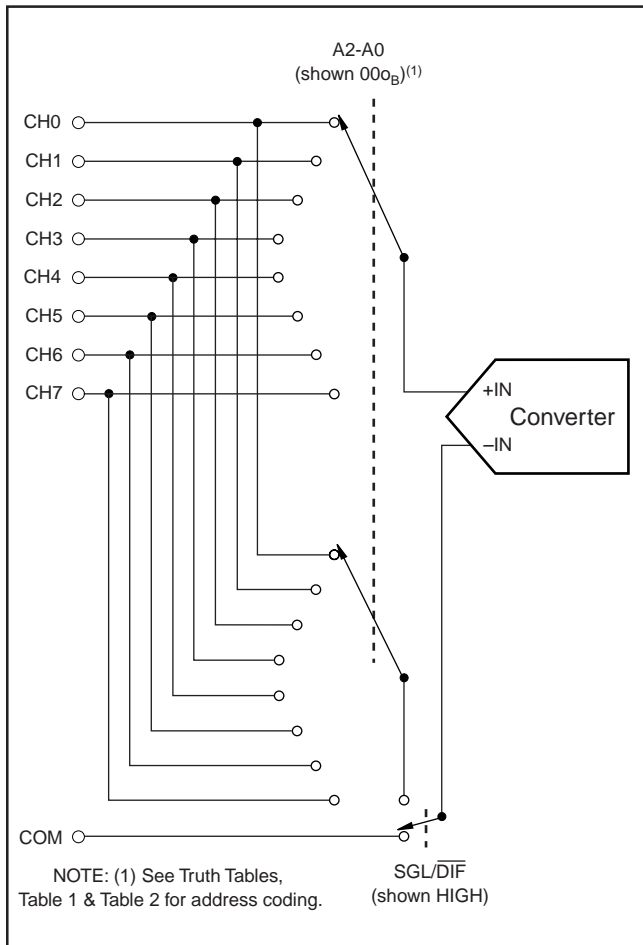 A2-A0
(shown 00oB)(1)
CH0
CH1
CH2
CH3
CH4
CH5
CH6
CH7
+IN
Converter
–IN
COM
SGL/DIF
(shown HIGH)
NOTE: (1) See Truth Tables,
Table 1 & Table 2 for address coding.